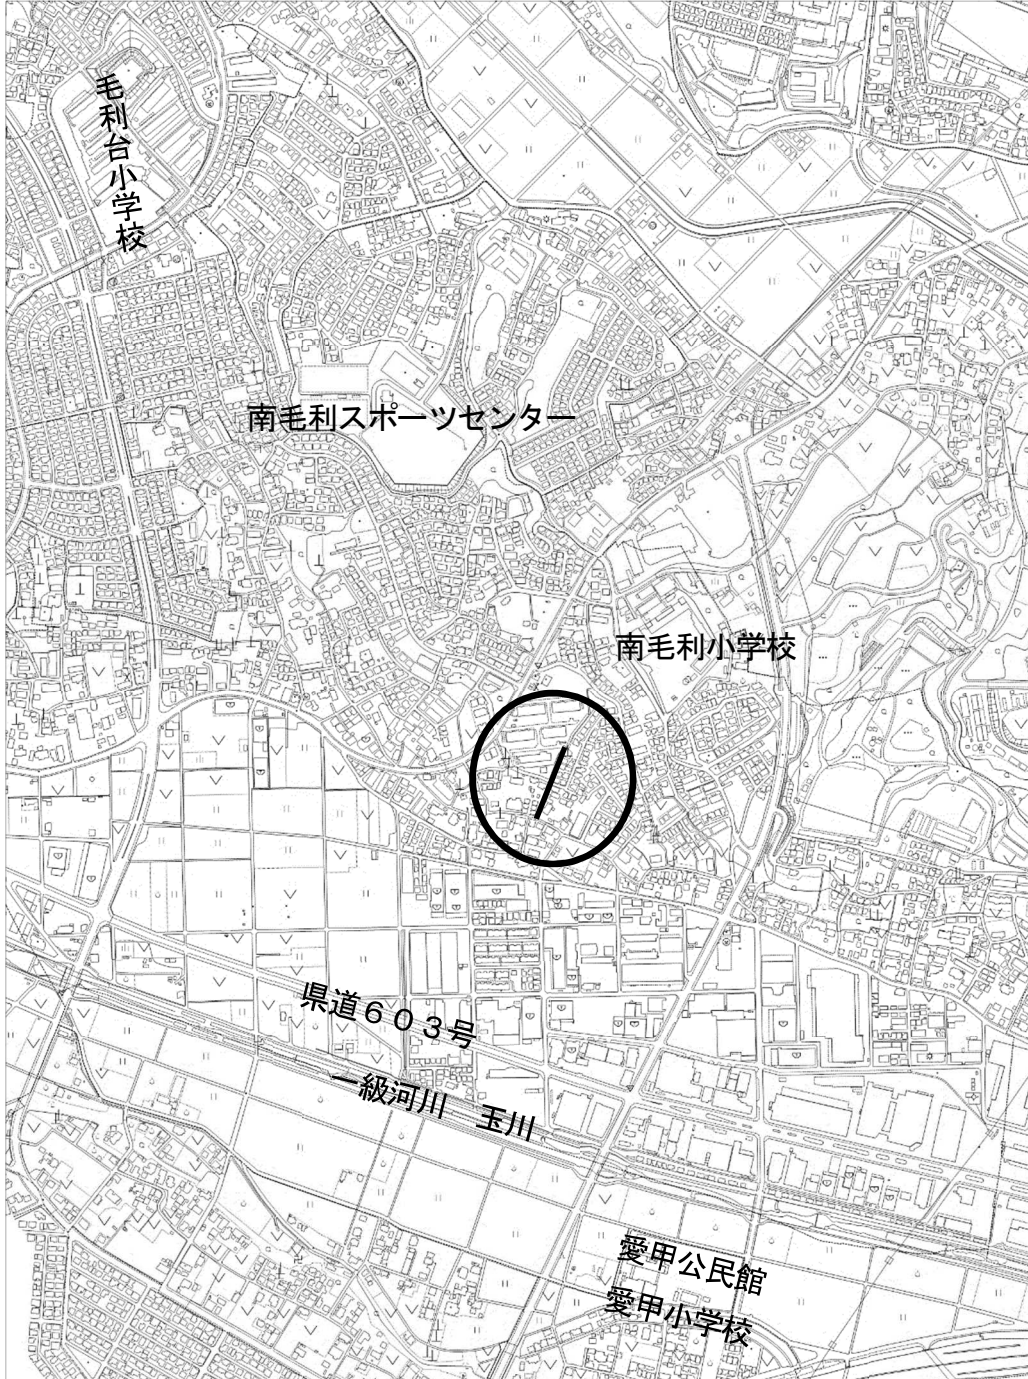 毛利台小学校
南毛利スポーツセンター
南毛利小学校
県道603号
一級河川　玉川
愛甲公民館
愛甲小学校